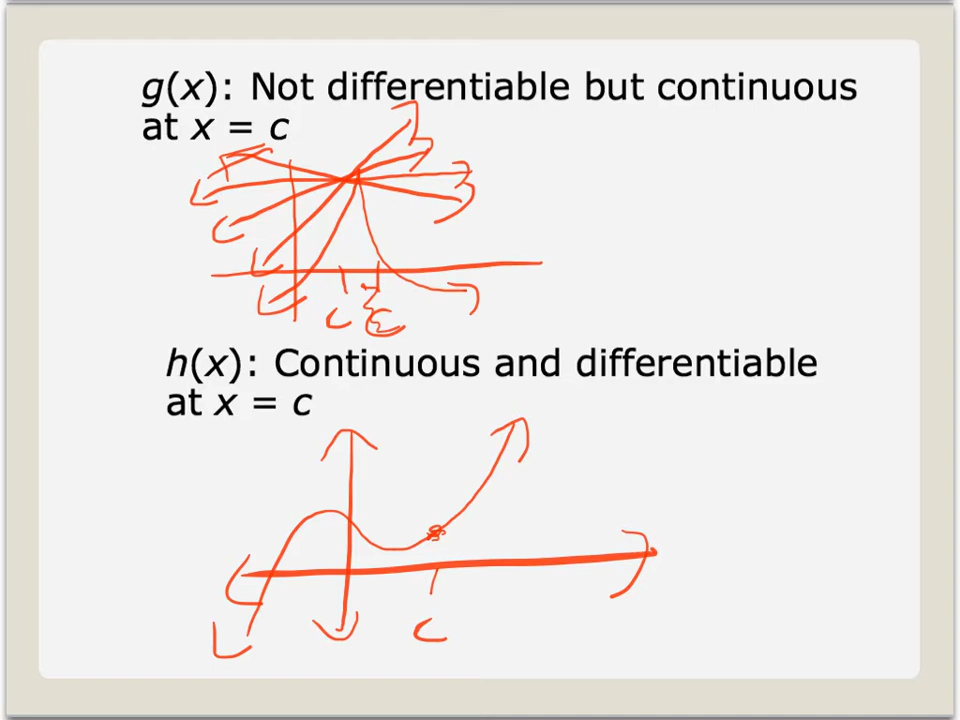 g(x): Not differentiable but continuous
at x = c
c c
h(x): Continuous and differentiable
at x = c
c